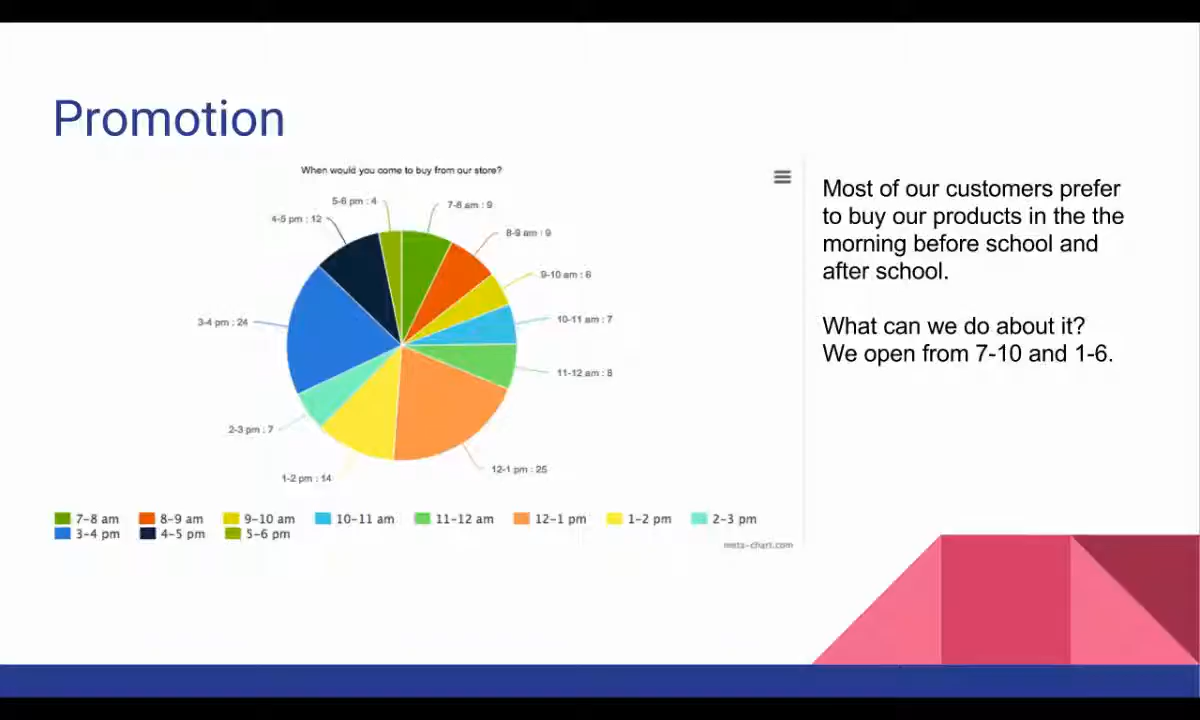 Promotion
When would you come to buy from our store?
5-6 pm : 4
7-8 am : 9
4-5 pm : 12
8-9 am : 9
9-10 am : 6
3-4 pm : 24
10-11 am : 7
11-12 am : 8
2-3 pm : 7
12-1 pm : 25
1-2 pm : 14
7-8 am 8-9 am 9-10 am 10-11 am 11-12 am 12-1 pm 1-2 pm 2-3 pm
3-4 pm 4-5 pm 5-6 pm
meta-chart.com
Most of our customers prefer
to buy our products in the the
morning before school and
after school.
What can we do about it?
We open from 7-10 and 1-6.